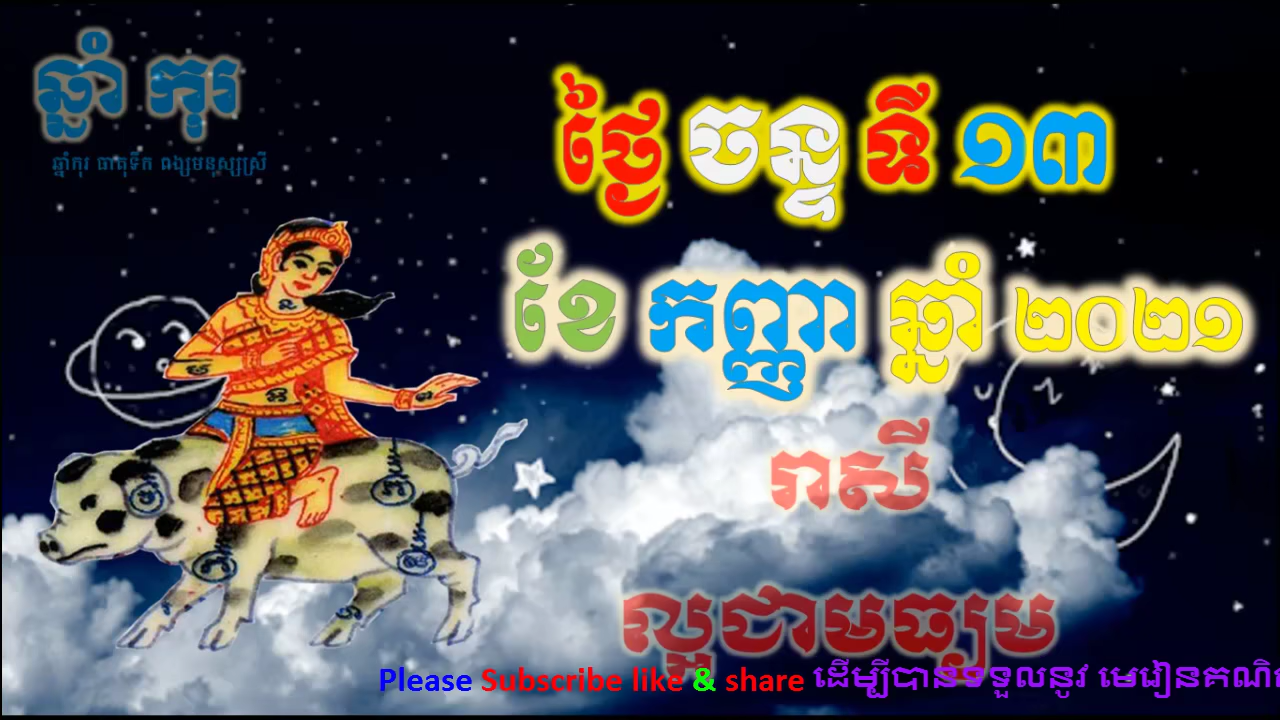 ឆ្នាំ កុរ
ឆ្នាំកុរ ធាតុទឹក ពង្សមនុស្សស្រី
ថ្ងៃ ចន្ទ ទី ១៣
ខែ កញ្ញា ឆ្នាំ ២០២១
រាសី
ល្អជាមធ្យម
Please Subscribe like & share ដើម្បីបានទទួលនូវ មេរៀនគណិត